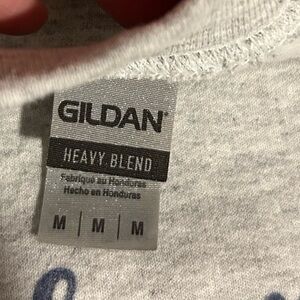 GILDAN®
HEAVY BLEND
Fabriqué au Honduras
Hecho en Honduras
M | M | M